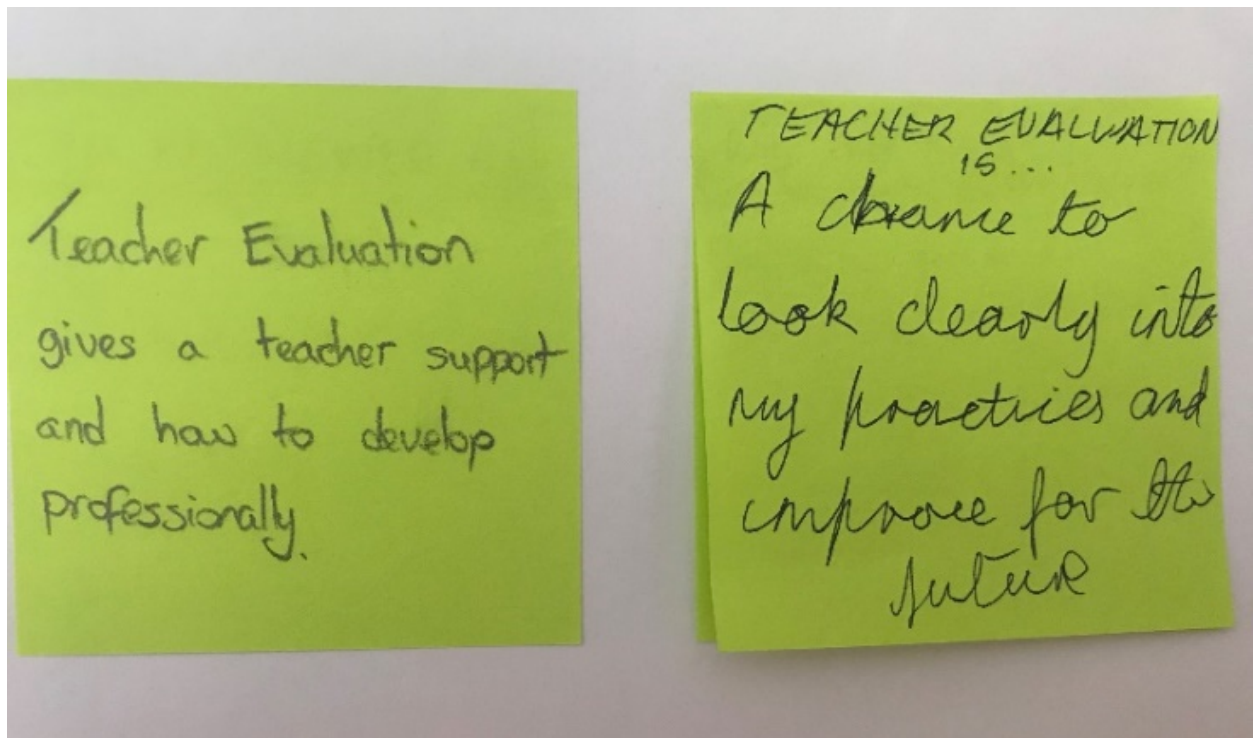 Teacher Evaluation
gives a teacher support
and how to develop
professionally.
TEACHER EVALUATION
IS...
A chance to
look clearly into
my practices and
improve for the
future